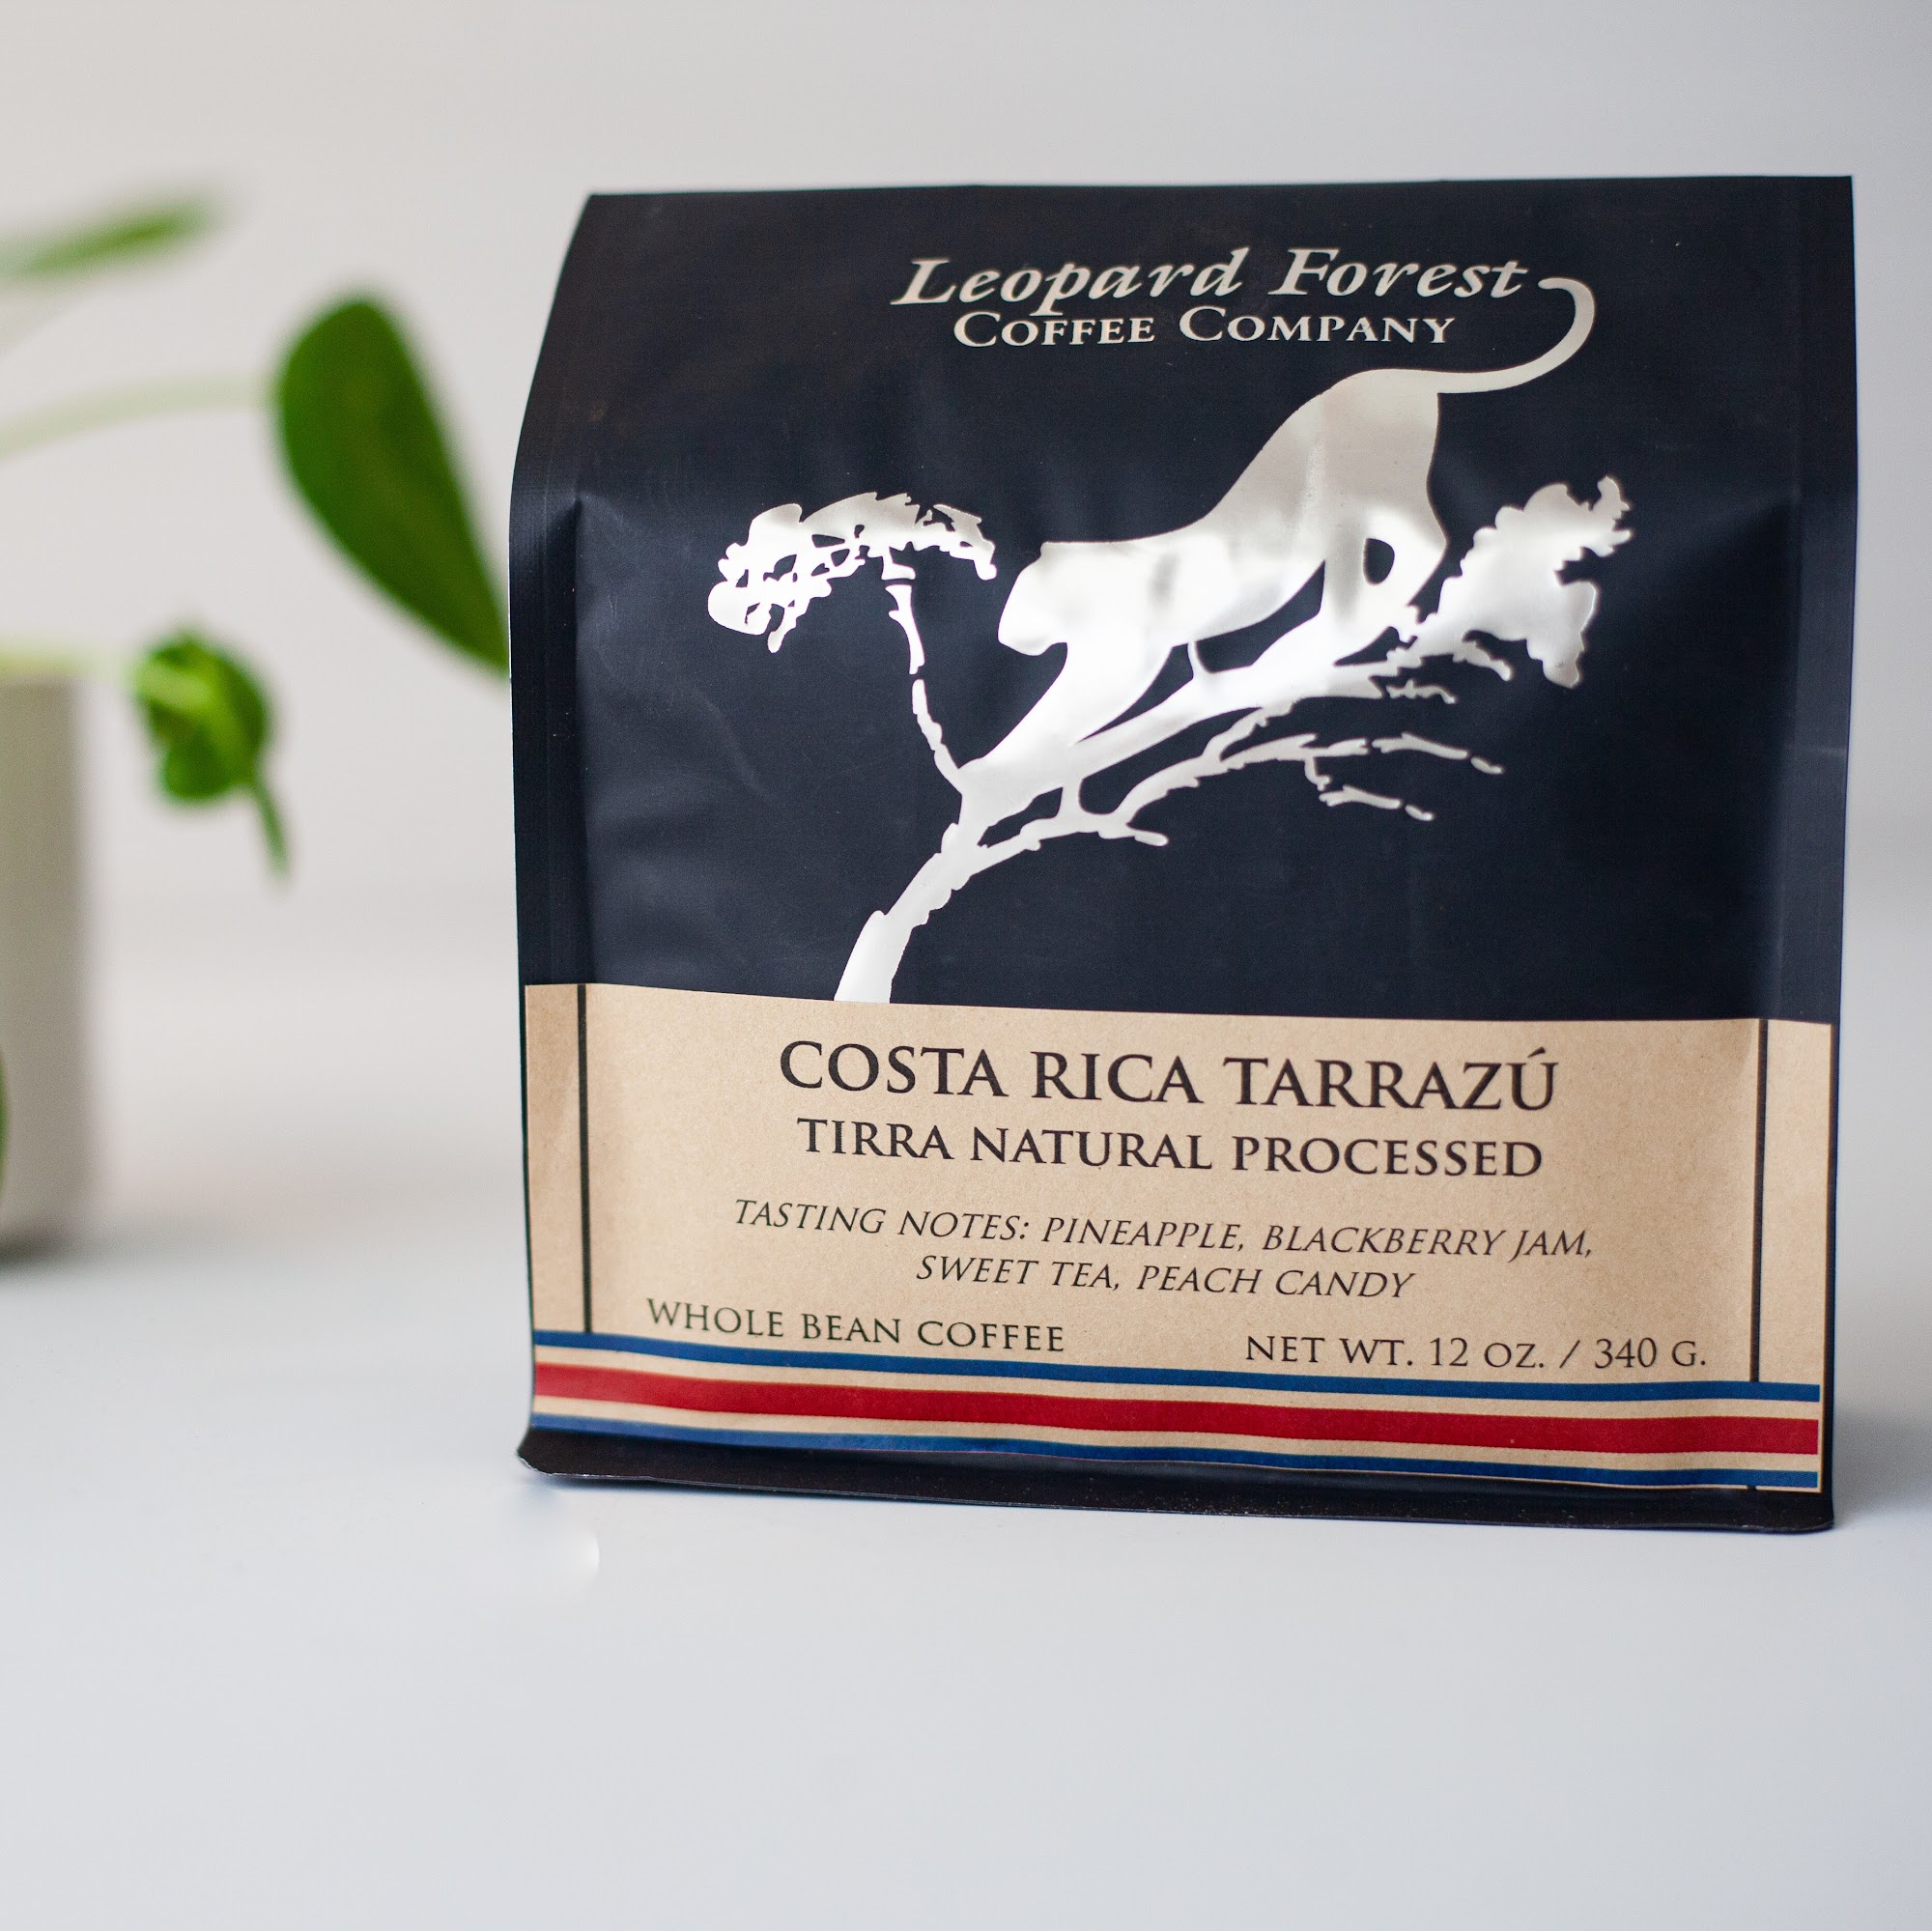 Leopard Forest
COFFEE COMPANY
COSTA RICA TARRAZÚ
TIRRA NATURAL PROCESSED
TASTING NOTES: PINEAPPLE, BLACKBERRY JAM,
SWEET TEA, PEACH CANDY
WHOLE BEAN COFFEE
NET WT. 12 OZ. / 340 G.